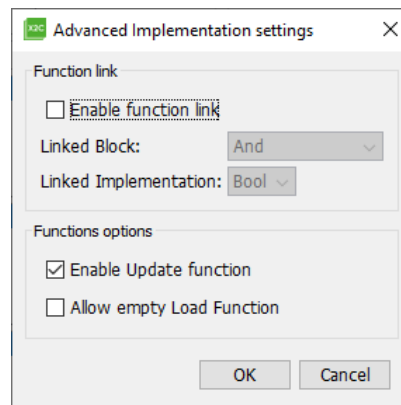 X2C Advanced Implementation settings
Function link
Enable function link
Linked Block: And
Linked Implementation: Bool
Functions options
Enable Update function
Allow empty Load Function
OK Cancel